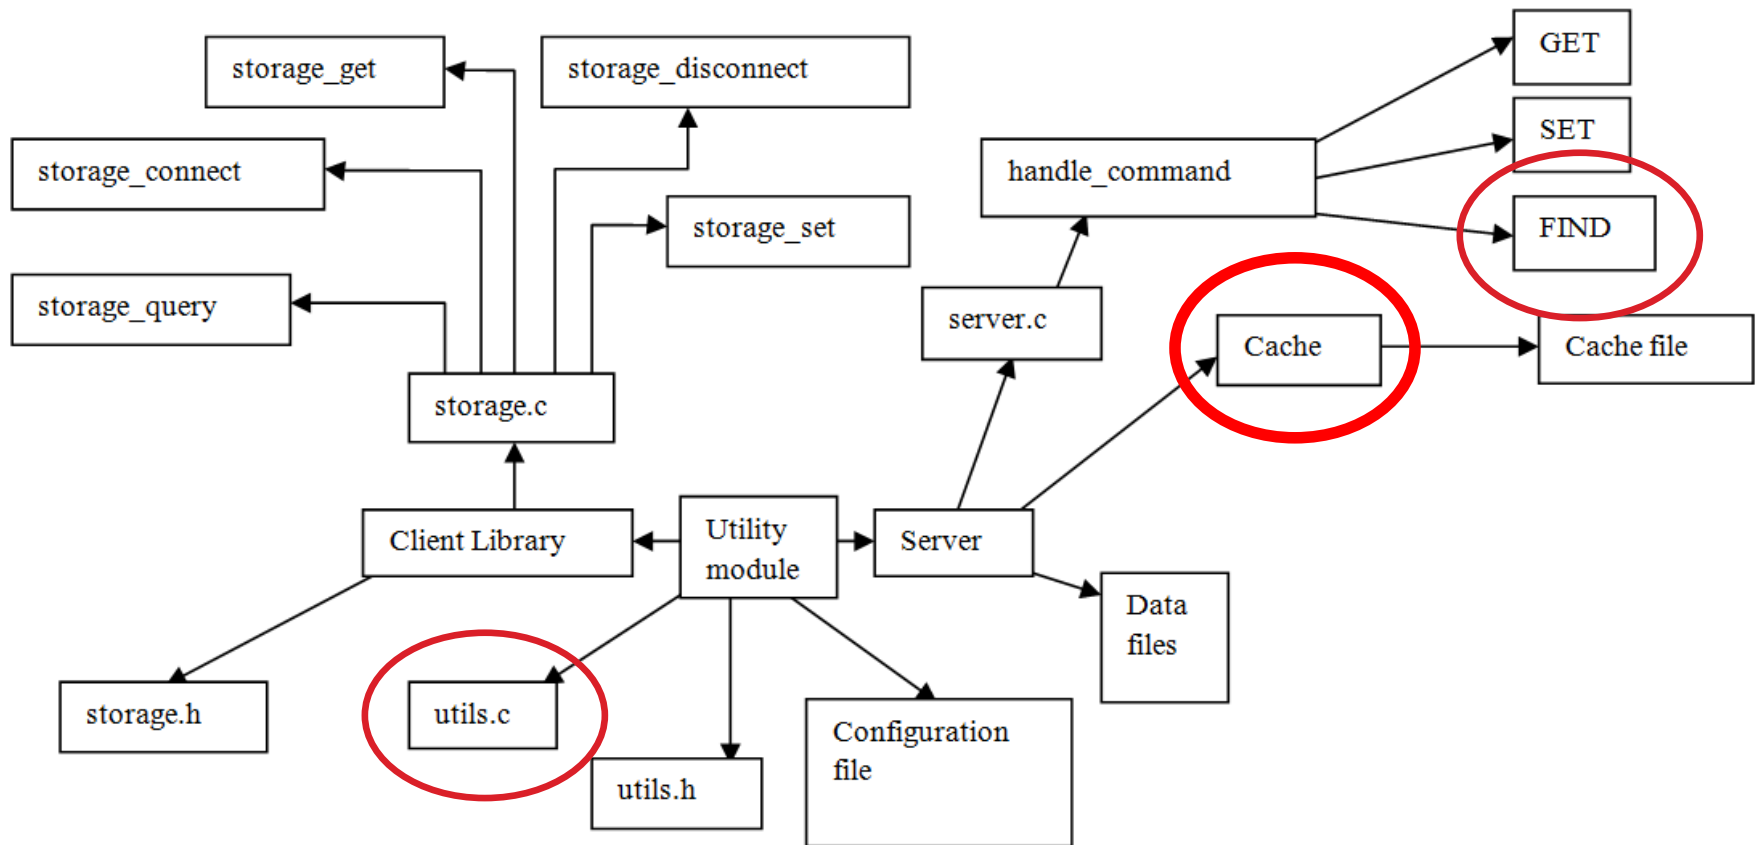 GET
storage_get
storage_disconnect
SET
storage_connect
handle_command
storage_set
FIND
storage_query
server.c
Cache
Cache file
storage.c
Client Library
Utility
module
Server
Data
files
storage.h
utils.c
utils.h
Configuration
file